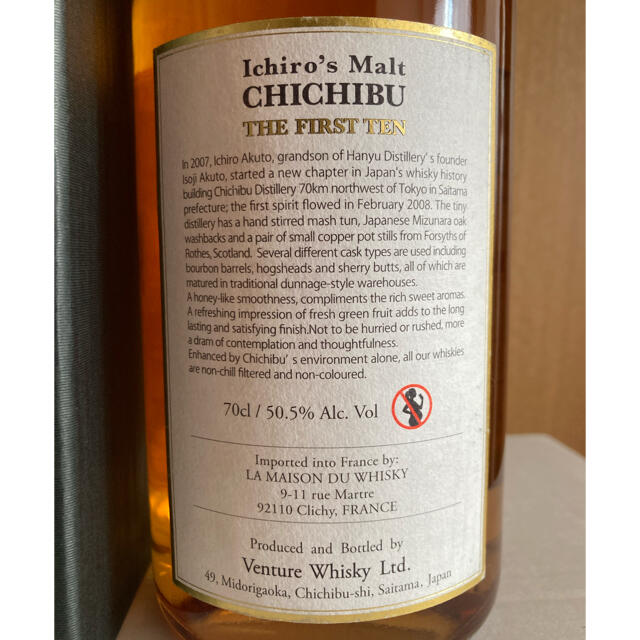 Ichiro's Malt
CHICHIBU
THE FIRST TEN
In 2007, Ichiro Akuto, grandson of Hanyu Distillery's founder
Isoji Akuto, started a new chapter in Japan's whisky history
building Chichibu Distillery 70km northwest of Tokyo in Saitama
prefecture; the first spirit flowed in February 2008. The tiny
distillery has a hand stirred mash tun, Japanese Mizunara oak
washbacks and a pair of small copper pot stills from Forsyths of
Rothes, Scotland. Several different cask types are used including
bourbon barrels, hogsheads and sherry butts, all of which are
matured in traditional dunnage-style warehouses.
A honey-like smoothness, compliments the rich sweet aromas.
A refreshing impression of fresh green fruit adds to the long
lasting and satisfying finish.Not to be hurried or rushed, more
a dram of contemplation and thoughtfulness.
Enhanced by Chichibu's environment alone, all our whiskies
are non-chill filtered and non-coloured.
70cl / 50.5% Alc. Vol
Imported into France by:
LA MAISON DU WHISKY
9-11 rue Martre
92110 Clichy, FRANCE
Produced and Bottled by
Venture Whisky Ltd.
49, Midorigaoka, Chichibu-shi, Saitama, Japan